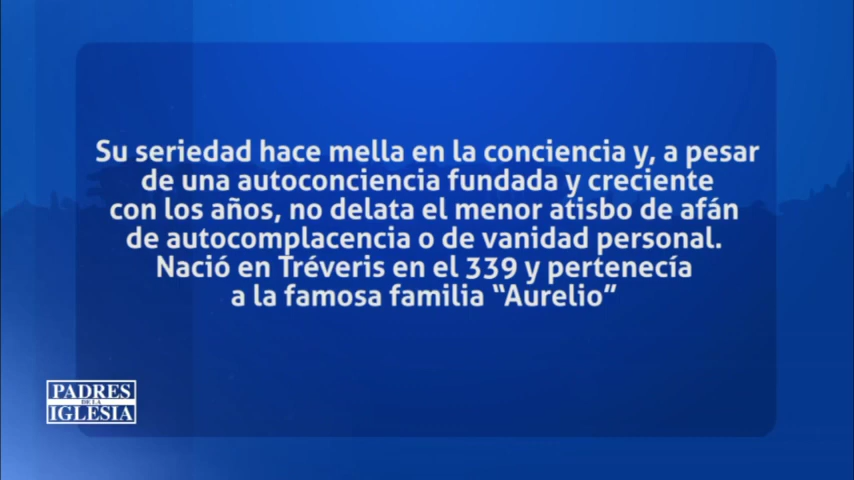 Su seriedad hace mella en la conciencia y, a pesar
de una autoconciencia fundada y creciente
con los años, no delata el menor atisbo de afán
de autocomplacencia o de vanidad personal.
Nació en Tréveris en el 339 y pertenecía
a la famosa familia “Aurelio”
PADRES
DE LA
IGLESIA